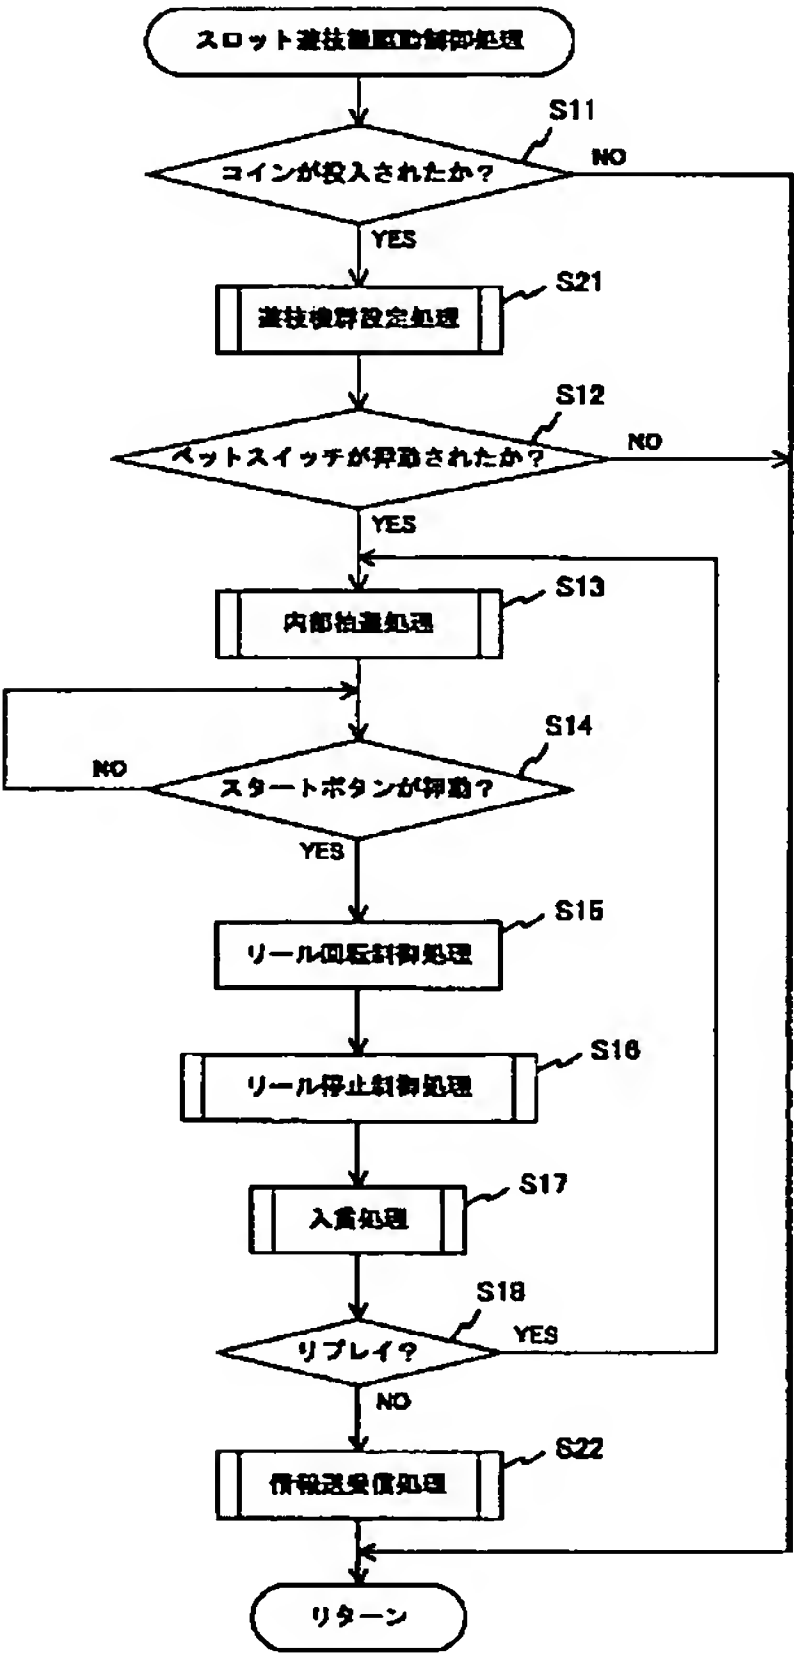 スロット遊技機駆動制御処理
S11
コインが投入されたか？
NO
YES
S21
遊技機群設定処理
S12
ベットスイッチが押動されたか？
NO
YES
S13
内部抽選処理
S14
スタートボタンが押動？
NO
YES
S15
リール回転制御処理
S16
リール停止制御処理
S17
入賞処理
S18
リプレイ？
YES
NO
S22
情報送受信処理
リターン